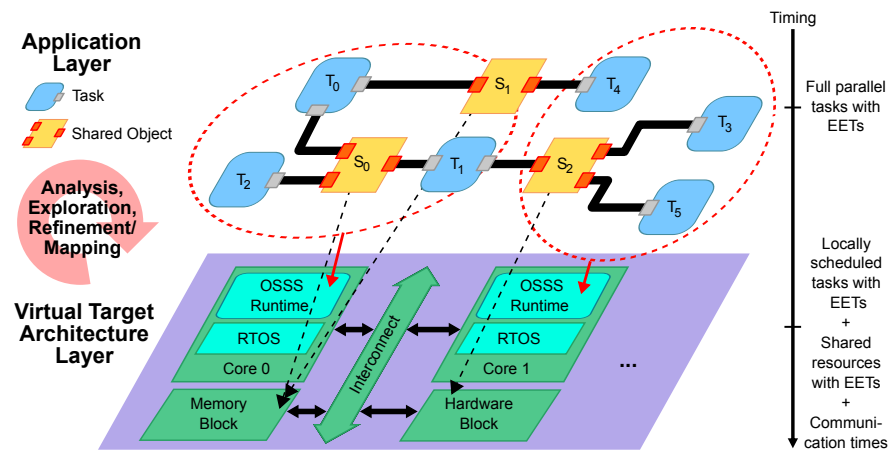 Application
Layer
Task
Shared Object
Analysis,
Exploration,
Refinement/
Mapping
Virtual Target
Architecture
Layer
T0
S1
T4
T3
T2
S0
T1
S2
T5
OSSS
Runtime
RTOS
Core 0
Memory
Block
Interconnect
OSSS
Runtime
RTOS
Core 1
Hardware
Block
...
Timing
Full parallel
tasks with
EETs
Locally
scheduled
tasks with
EETs
+
Shared
resources
with EETs
+
Communi-
cation times